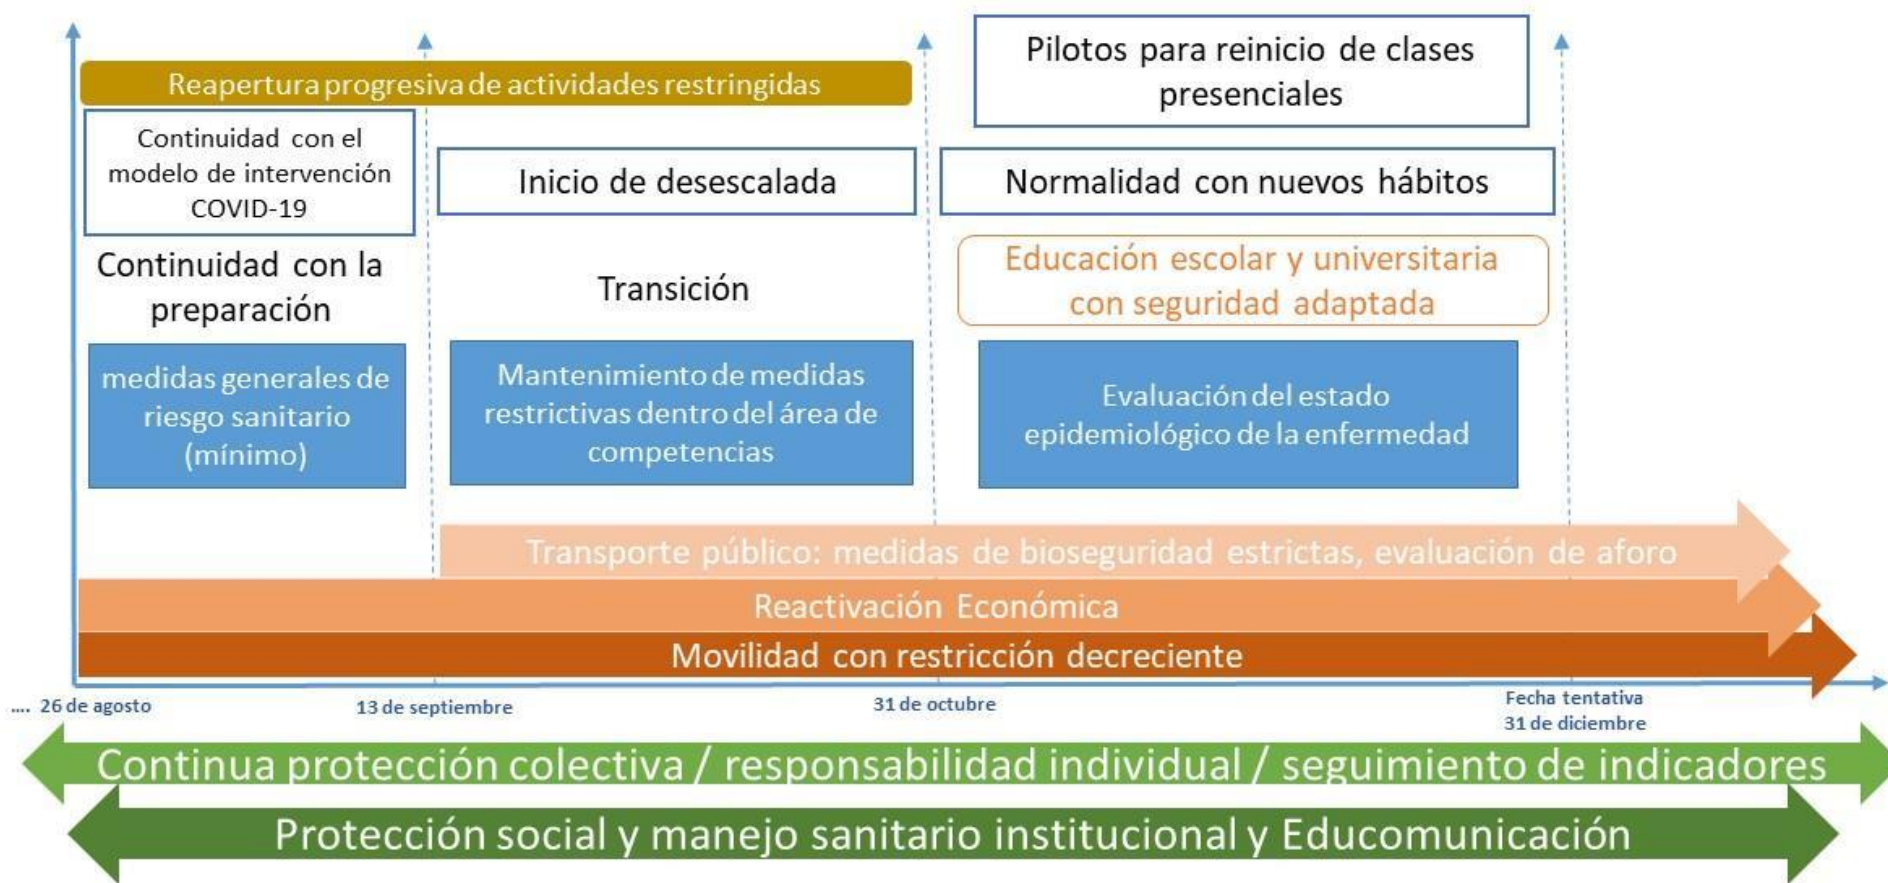 Reapertura progresiva de actividades restringidas
Continuidad con el
modelo de intervención
COVID-19
Continuidad con la
preparación
medidas generales de
riesgo sanitario
(mínimo)
Inicio de desescalada
Transición
Mantenimiento de medidas
restrictivas dentro del área de
competencias
Pilotos para reinicio de clases
presenciales
Normalidad con nuevos hábitos
Educación escolar y universitaria
con seguridad adaptada
Evaluación del estado
epidemiológico de la enfermedad
Transporte público: medidas de bioseguridad estrictas, evaluación de aforo
Reactivación Económica
Movilidad con restricción decreciente
.... 26 de agosto
13 de septiembre
31 de octubre
Fecha tentativa
31 de diciembre
Continua protección colectiva / responsabilidad individual / seguimiento de indicadores
Protección social y manejo sanitario institucional y Educomunicación